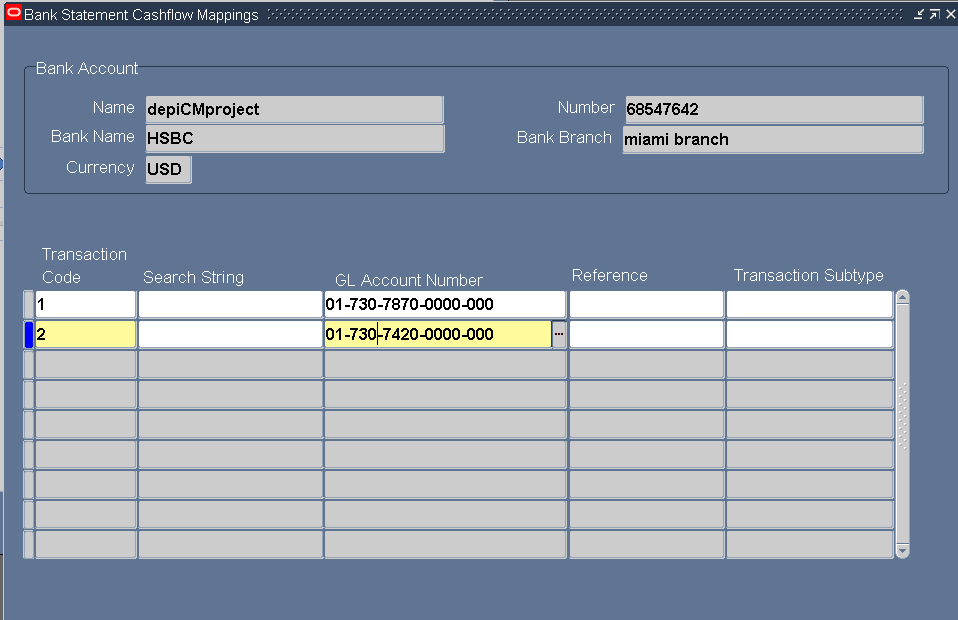 Bank Statement Cashflow Mappings
Bank Account
Name depiCMproject Number 68547642
Bank Name HSBC Bank Branch miami branch
Currency USD
Transaction
Code Search String GL Account Number Reference Transaction Subtype
1 01-730-7870-0000-000
2 01-730-7420-0000-000 ...